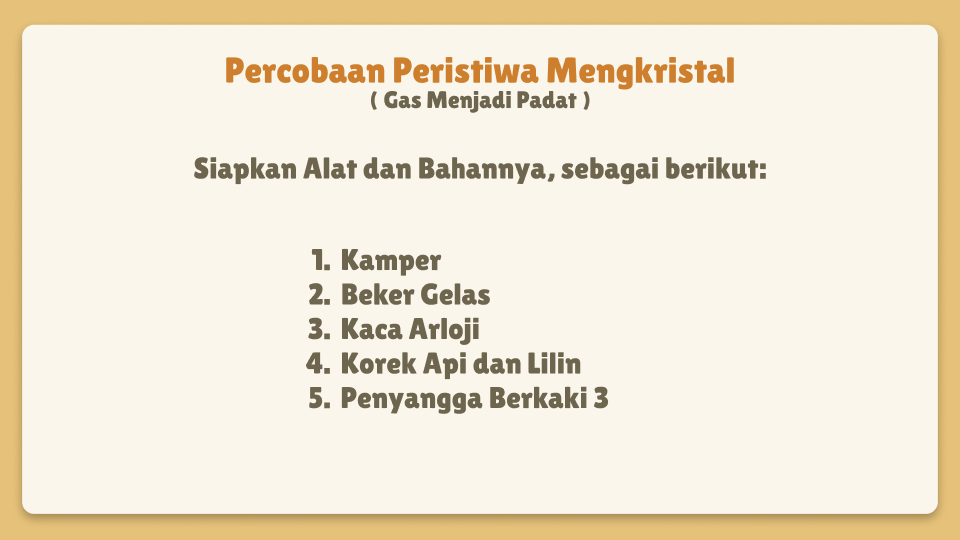 Percobaan Peristiwa Mengkristal
( Gas Menjadi Padat )
Siapkan Alat dan Bahannya, sebagai berikut:
1. Kamper
2. Beker Gelas
3. Kaca Arloji
4. Korek Api dan Lilin
5. Penyangga Berkaki 3